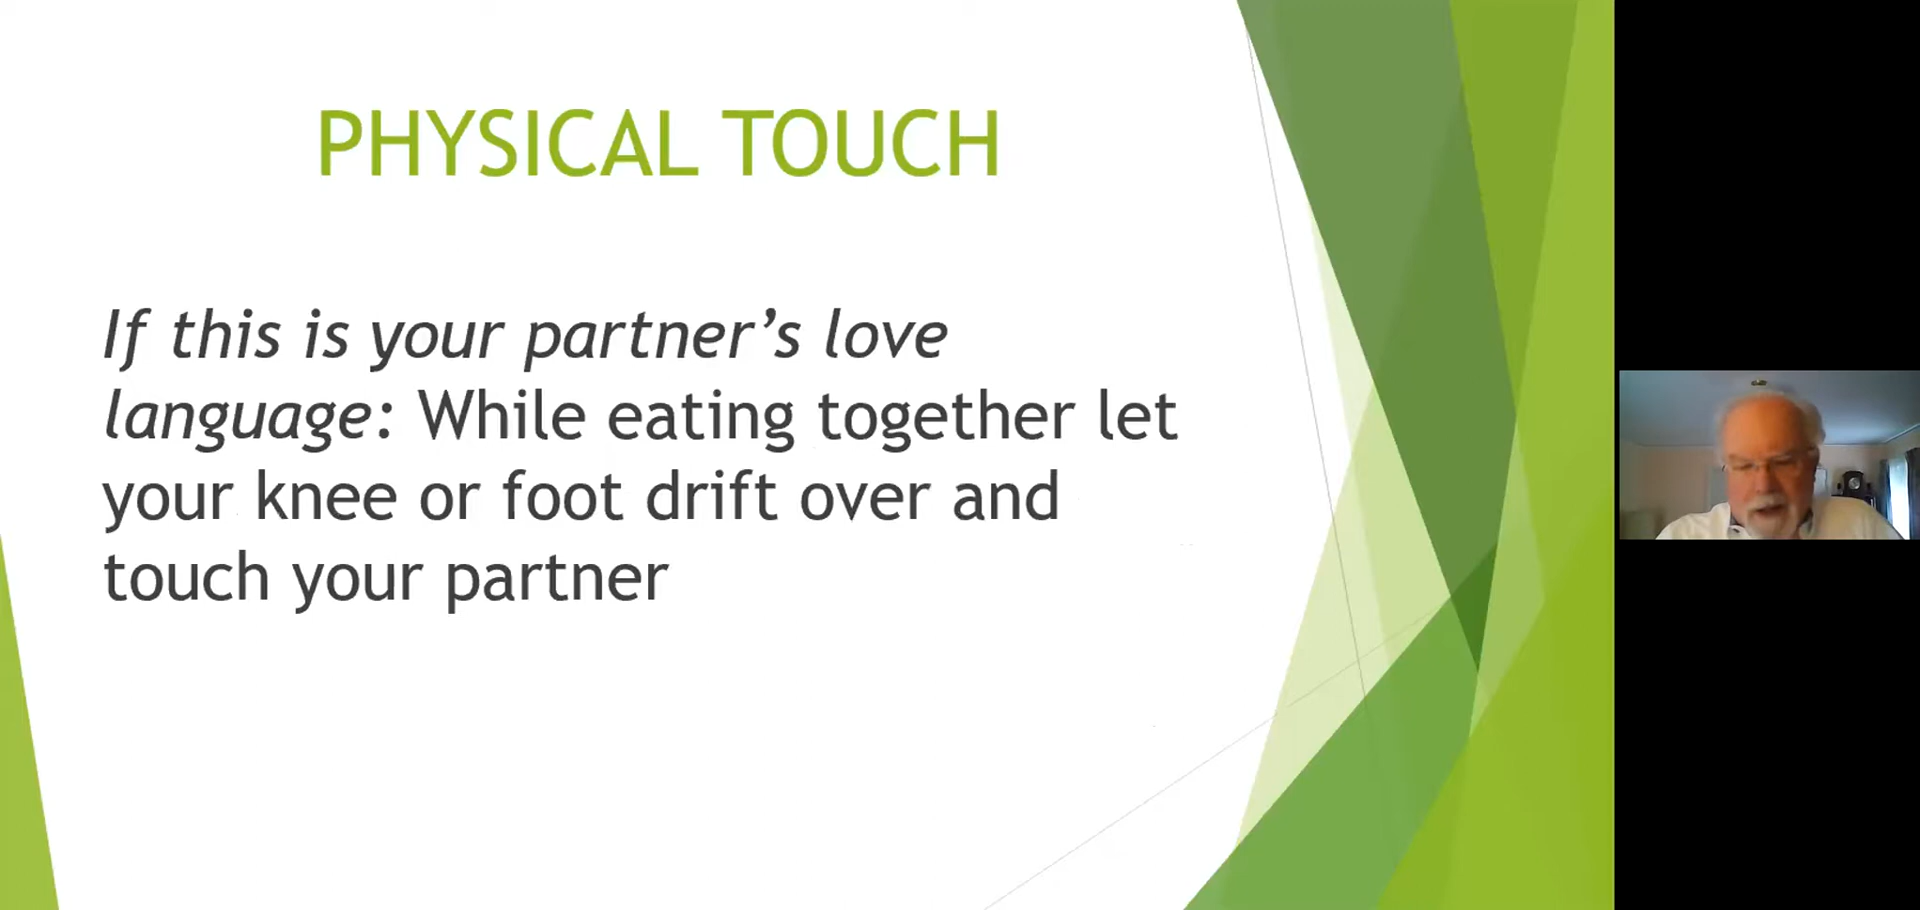 PHYSICAL TOUCH
If this is your partner’s love
language: While eating together let
your knee or foot drift over and
touch your partner